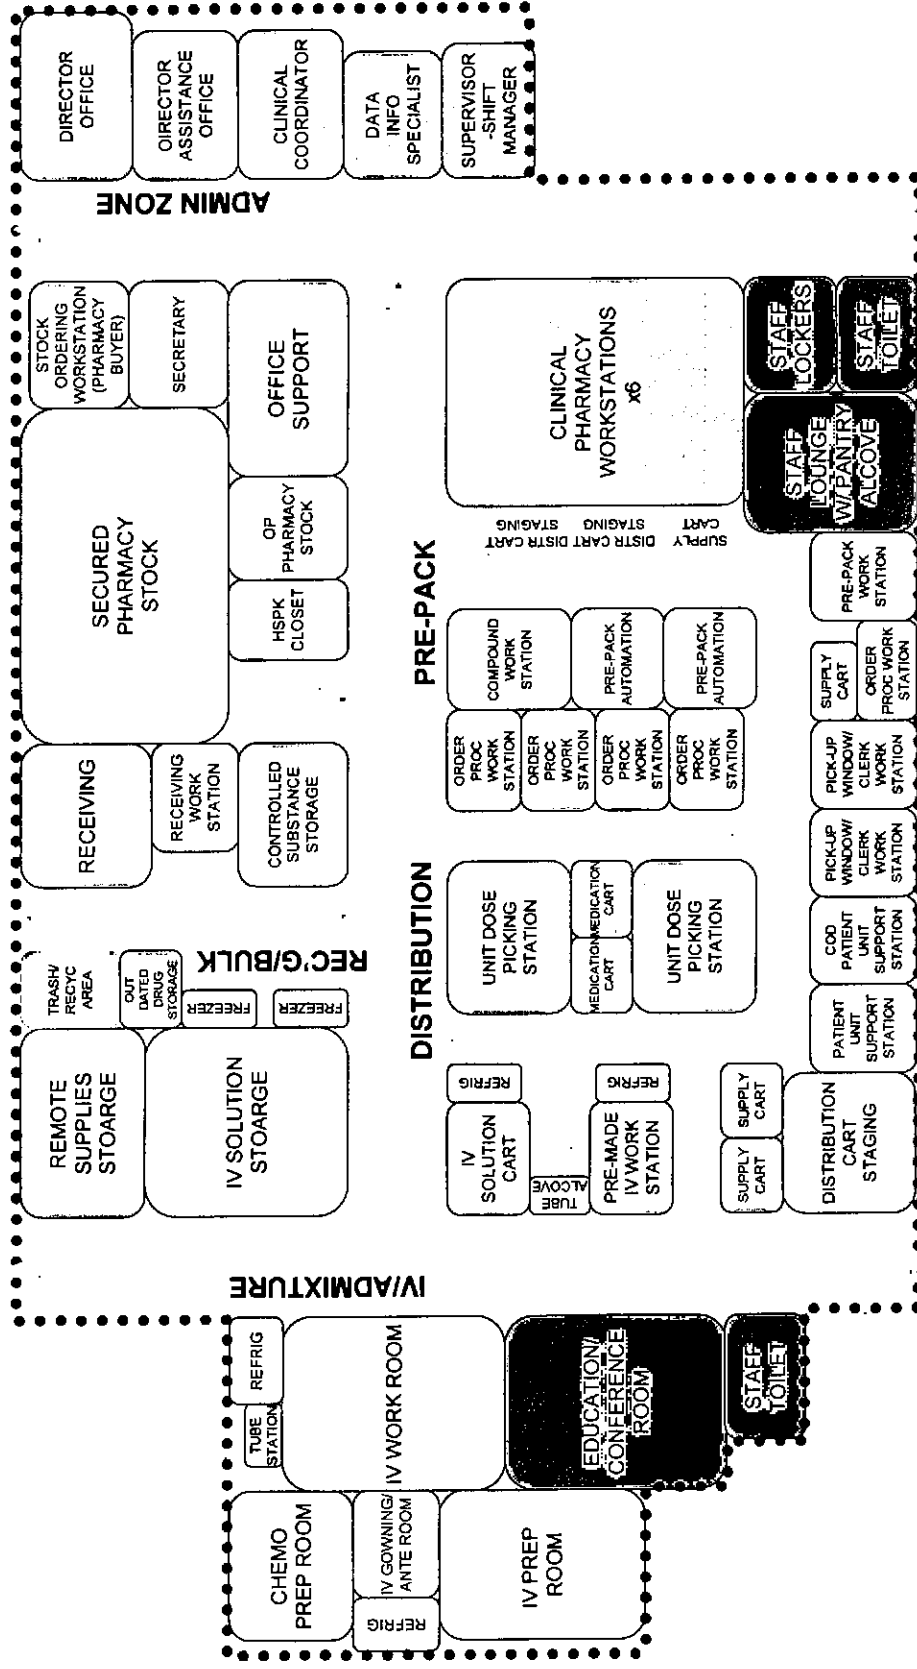 DIRECTOR
OFFICE
OIRECTOR
ASSISTANCE
OFFICE
CLINICAL
COORDINATOR
DATA
INFO
SPECIALIST
SUPERVISOR
-SHIFT
MANAGER
ADMIN ZONE
STOCK
ORDERING
WORKSTATION
(PHARMACY
BUYER)
SECRETARY
OFFICE
SUPPORT
SECURED
PHARMACY
STOCK
OP
PHARMACY
STOCK
HSPK
CLOSET
RECEIVING
RECEIVING
WORK
STATION
CONTROLLED
SUBSTANCE
STORAGE
TRASH/
RECYC
AREA
OUT
DATED
DRUG
STORAGE
FREEZER
FREEZER
REC'G/BULK
REMOTE
SUPPLIES
STOARGE
IV SOLUTION
STOARGE
CLINICAL
PHARMACY
WORKSTATIONS
x6
STAFF
LOCKERS
STAFF
TOILET
STAFF
LOUNGE
W/ PANTRY
ALCOVE
DISTR CART
STAGING
DISTR CART
STAGING
SUPPLY
CART
PRE-PACK
COMPOUND
WORK
STATION
PRE-PACK
AUTOMATION
PRE-PACK
AUTOMATION
ORDER
PROC
WORK
STATION
ORDER
PROC
WORK
STATION
ORDER
PROC
WORK
STATION
ORDER
PROC
WORK
STATION
PRE-PACK
WORK
STATION
SUPPLY
CART
ORDER
PROC WORK
STATION
PICK-UP
WINDOW/
CLERK
WORK
STATION
PICK-UP
WINDOW/
CLERK
WORK
STATION
COD
PATIENT
UNIT
SUPPORT
STATION
PATIENT
UNIT
SUPPORT
STATION
DISTRIBUTION
UNIT DOSE
PICKING
STATION
MEDICATION
CART
MEDICATION
CART
UNIT DOSE
PICKING
STATION
REFRIG
REFRIG
IV
SOLUTION
CART
TUBE
ALCOVE
PRE-MADE
IV WORK
STATION
SUPPLY
CART
SUPPLY
CART
DISTRIBUTION
CART
STAGING
IV/ADMIXTURE
REFRIG
TUBE
STATION
IV WORK ROOM
EDUCATION/
CONFERENCE
ROOM
STAFF
TOILET
CHEMO
PREP ROOM
IV GOWNING/
ANTE ROOM
REFRIG
IV PREP
ROOM